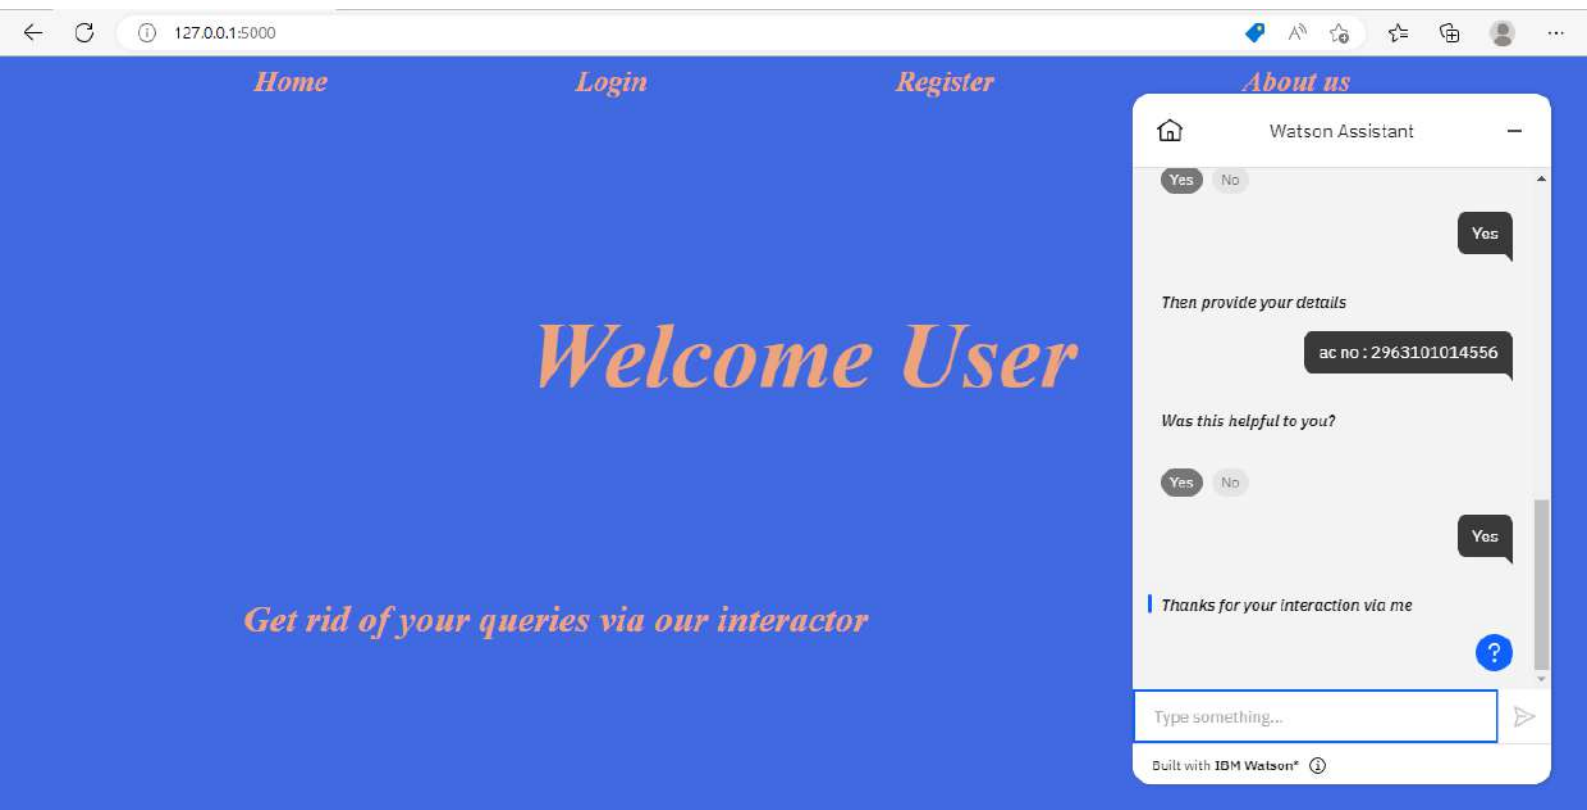 127.0.0.1:5000
Home Login Register About us
Watson Assistant
Yes No
Yes
Then provide your details
ac no : 2963101014556
Welcome User
Was this helpful to you?
Yes No
Yes
Thanks for your interaction via me
Get rid of your queries via our interactor
?
Type something...
Built with IBM Watson®